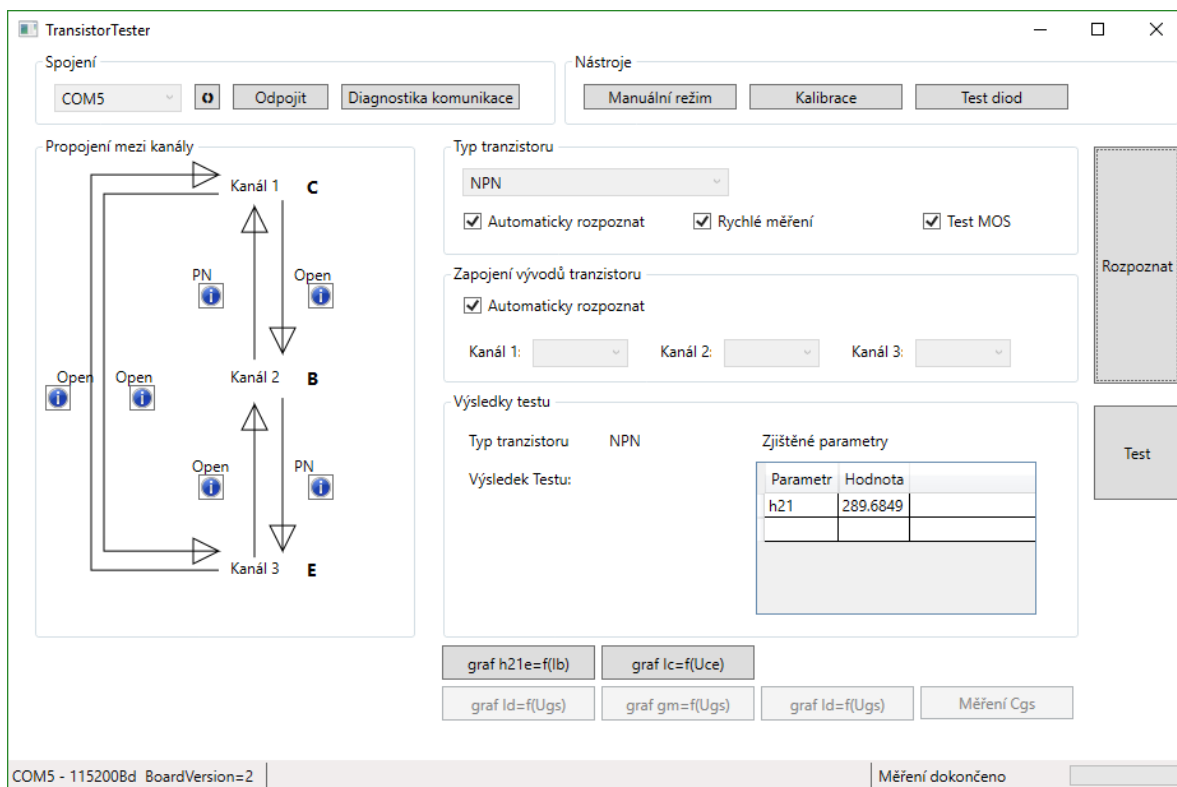 TransistorTester
Spojení
Nástroje
COM5
Odpojit
Diagnostika komunikace
Manuální režim
Kalibrace
Test diod
Propojení mezi kanály
Kanál 1 C
PN
Open
Open
Open
Kanál 2 B
Open
PN
Kanál 3 E
Typ tranzistoru
NPN
Automaticky rozpoznat
Rychlé měření
Test MOS
Zapojení vývodů tranzistoru
Automaticky rozpoznat
Kanál 1:
Kanál 2:
Kanál 3:
Výsledky testu
Typ tranzistoru NPN
Zjištěné parametry
Výsledek Testu:
Parametr Hodnota
h21 289.6849
Rozpoznat
Test
graf h21e=f(Ib)
graf Ic=f(Uce)
graf Id=f(Ugs)
graf gm=f(Ugs)
graf Id=f(Ugs)
Měření Cgs
COM5 - 115200Bd BoardVersion=2
Měření dokončeno